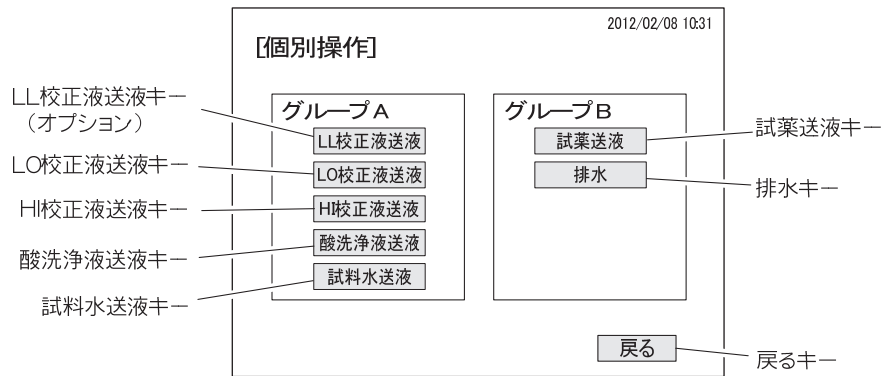 2012/02/08 10:31
[個別操作]
LL校正液送液キー
（オプション）
LO校正液送液キー
HI校正液送液キー
酸洗浄液送液キー
試料水送液キー
グループA
LL校正液送液
LO校正液送液
HI校正液送液
酸洗浄液送液
試料水送液
グループB
試薬送液
排水
試薬送液キー
排水キー
戻る
戻るキー